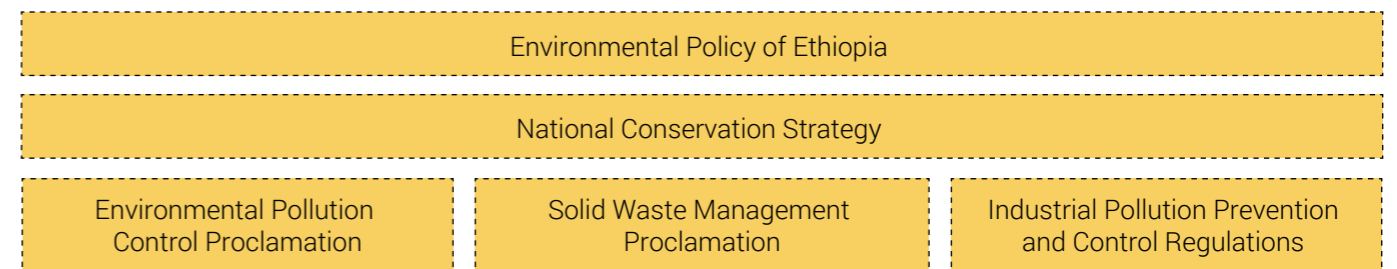 Environmental Policy of Ethiopia
National Conservation Strategy
Environmental Pollution
Control Proclamation
Solid Waste Management
Proclamation
Industrial Pollution Prevention
and Control Regulations